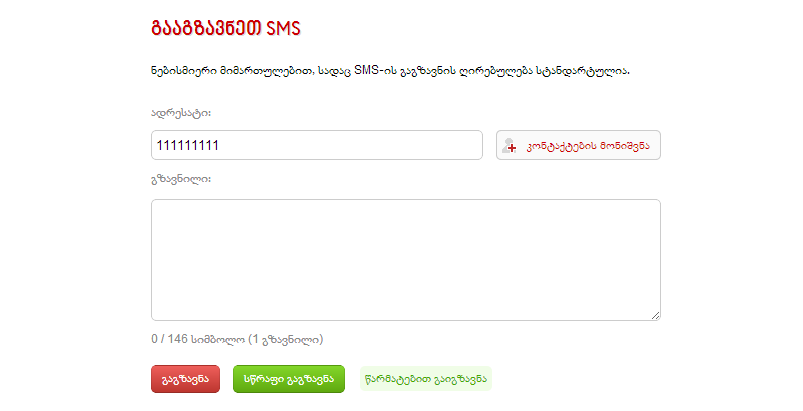 გააგზავნეთ SMS
ნებისმიერი მიმართულებით, სადაც SMS-ის გაგზავნის ღირებულება სტანდარტულია.
ადრესატი:
111111111
კონტაქტების მონიშვნა
გზავნილი:
0 / 146 სიმბოლო (1 გზავნილი)
გაგზავნა
სწრაფი გაგზავნა
წარმატებით გაიგზავნა